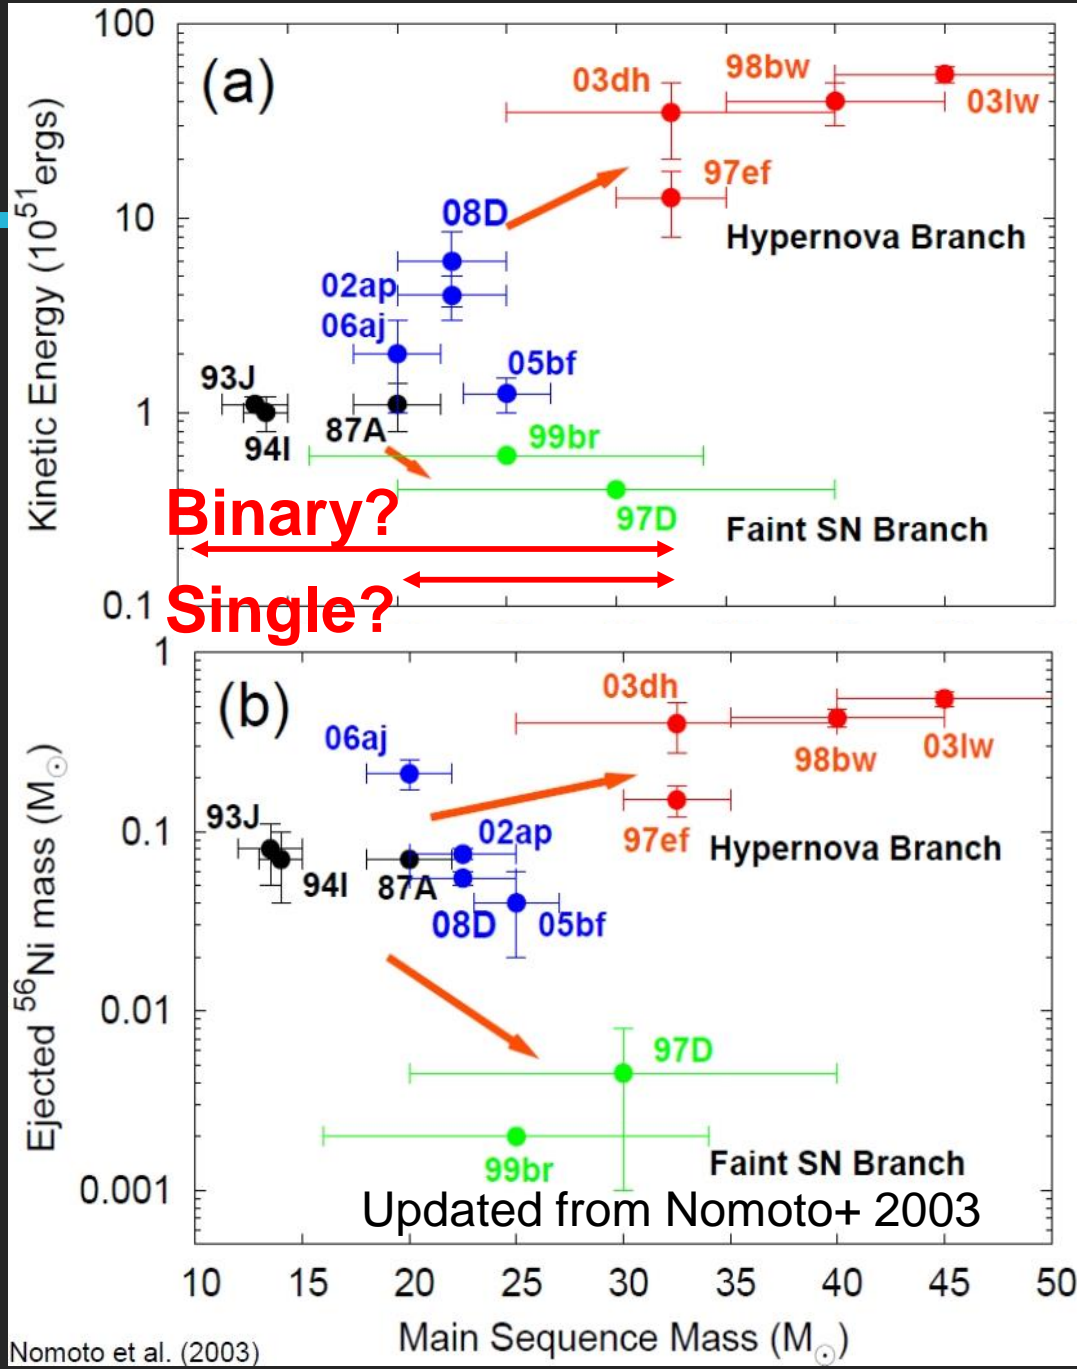 100
(a)
03dh
98bw
03lw
97ef
08D
10
Hypernova Branch
02ap
06aj
05bf
93J
1
87A
99br
94I
97D
Faint SN Branch
Binary?
Single?
0.1
Kinetic Energy (10^51 ergs)
1
(b)
03dh
06aj
98bw
03lw
93J
0.1
02ap
97ef
Hypernova Branch
94I
87A
08D
05bf
0.01
97D
99br
Faint SN Branch
0.001
Updated from Nomoto+ 2003
Ejected ^56Ni mass (M☉)
10 15 20 25 30 35 40 45 50
Main Sequence Mass (M☉)
Nomoto et al. (2003)